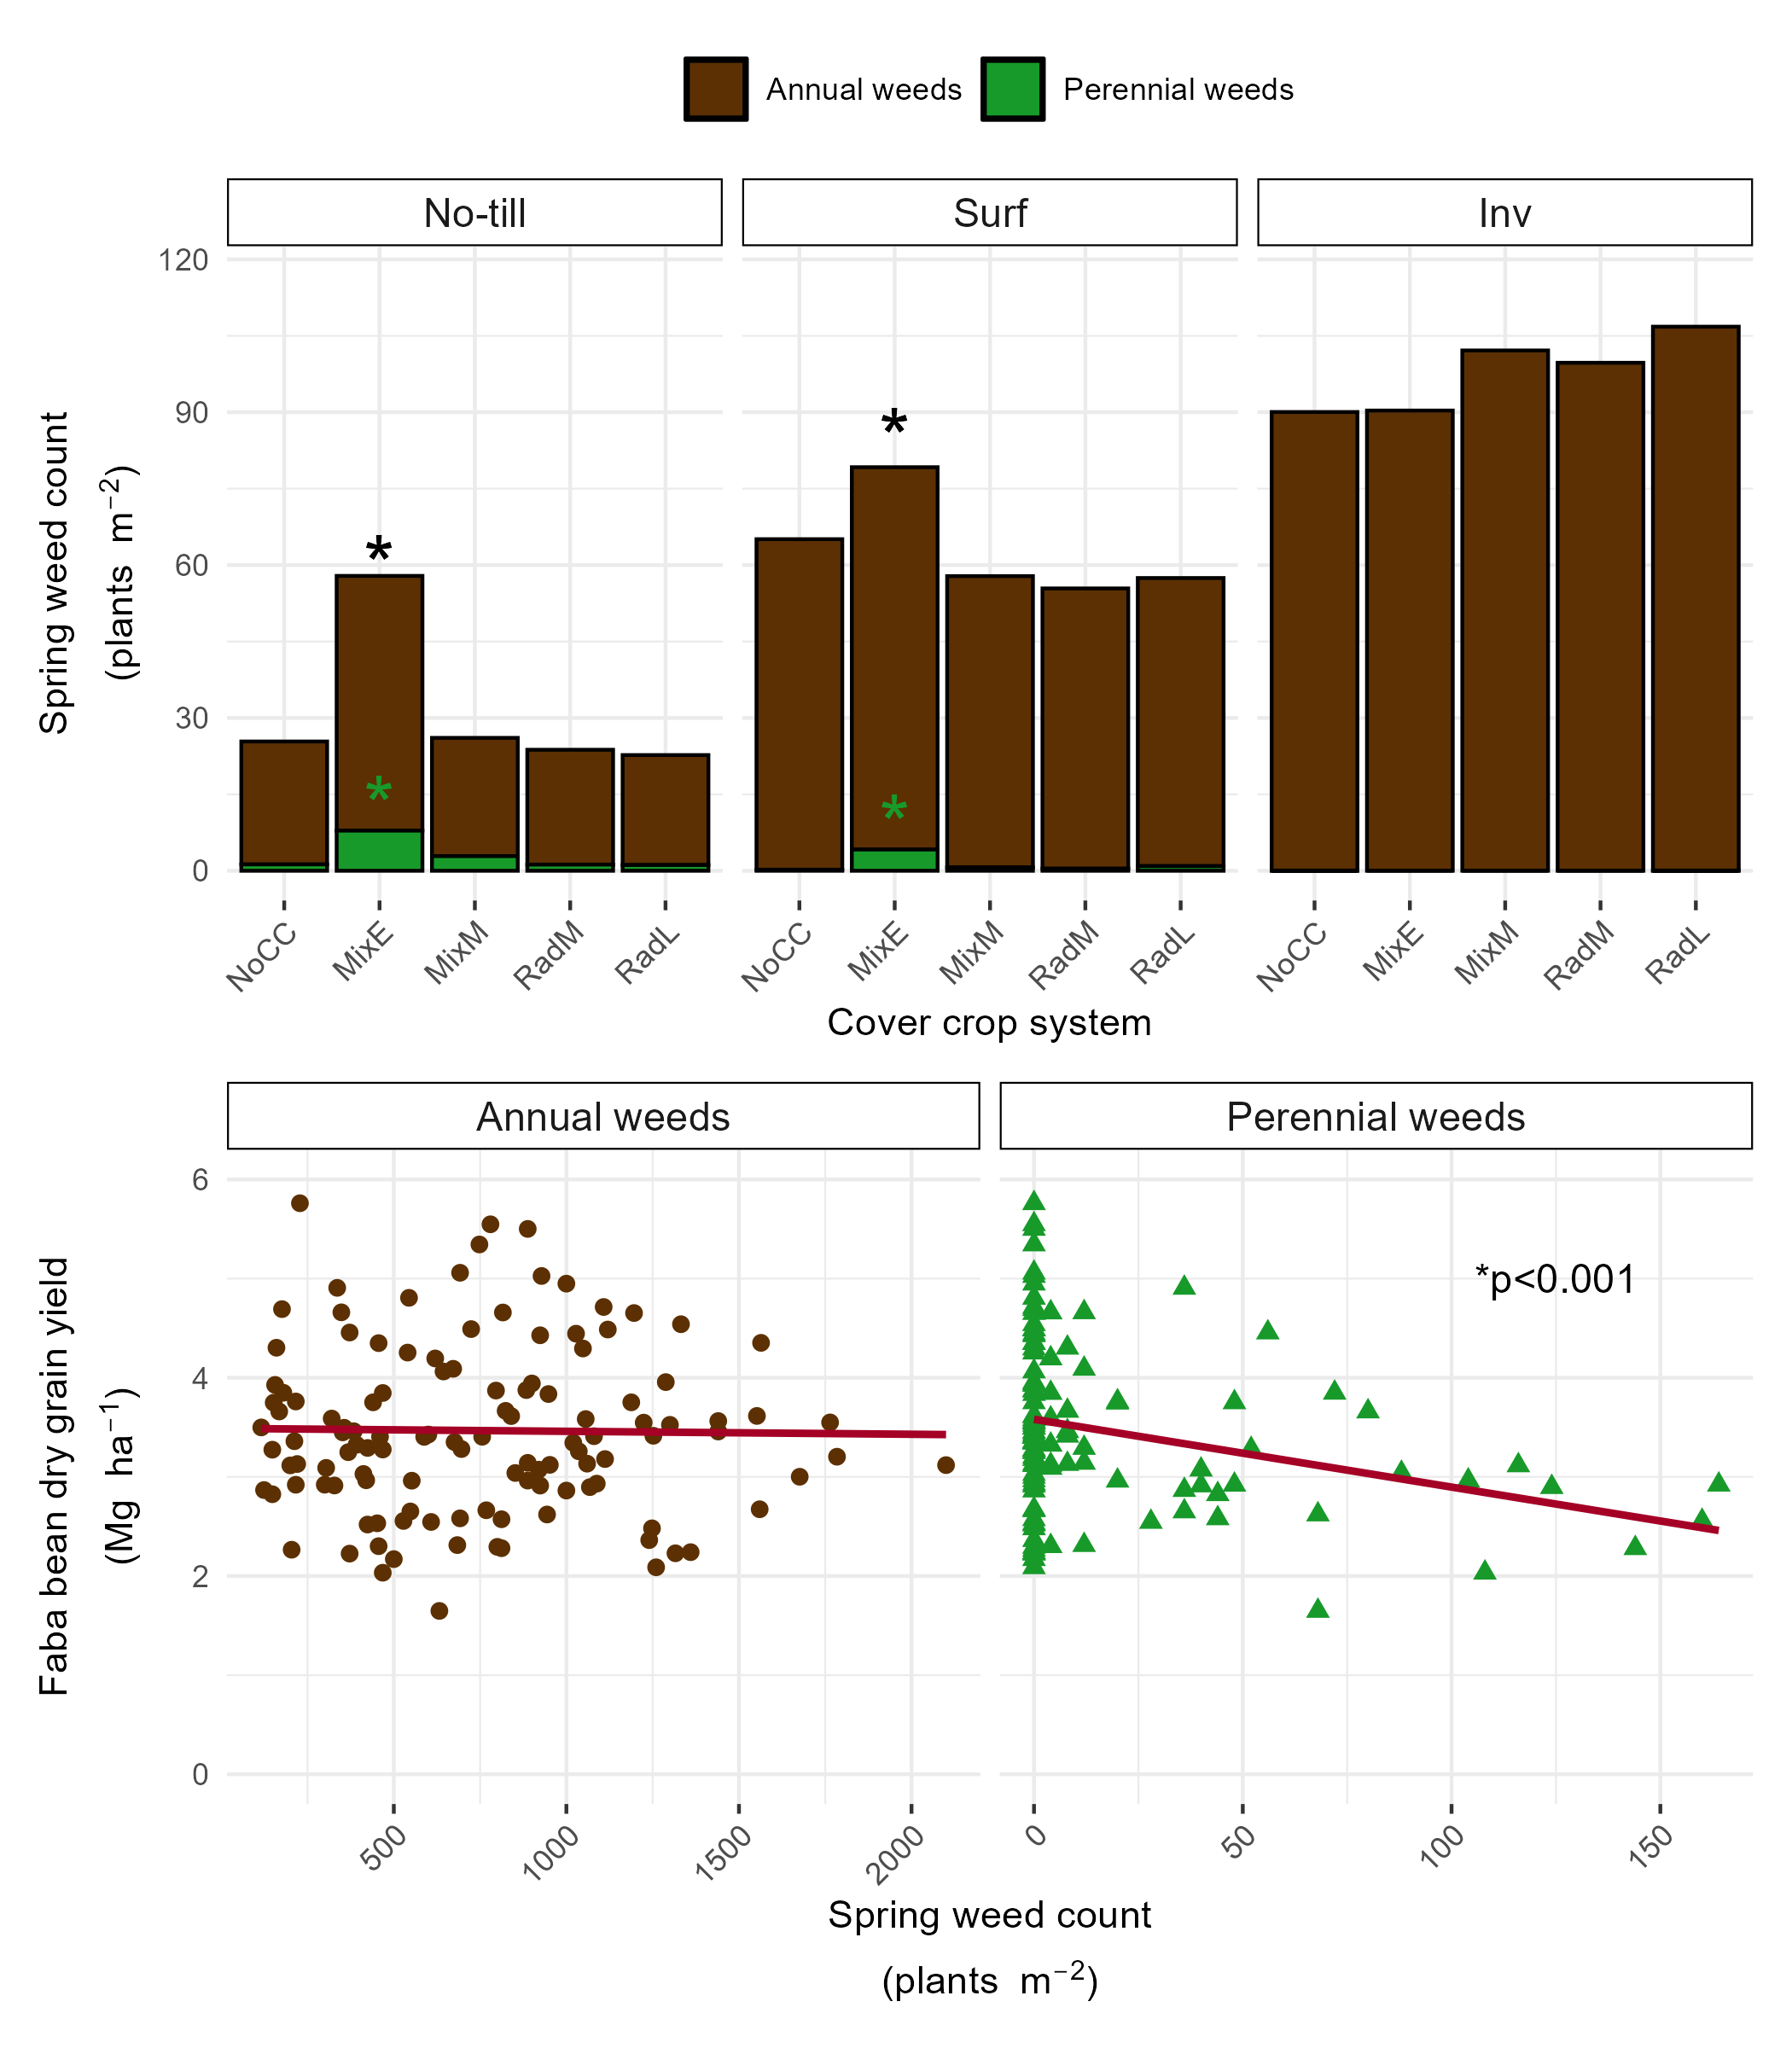 Annual weeds Perennial weeds
No-till Surf Inv
120
90
60
30
0
Spring weed count
(plants m⁻²)
*
*
*
*
NoCC MixE MixM RadM RadL NoCC MixE MixM RadM RadL NoCC MixE MixM RadM RadL
Cover crop system
Annual weeds Perennial weeds
6
4
2
0
Faba bean dry grain yield
(Mg ha⁻¹)
*p<0.001
500 1000 1500 2000 0 50 100 150
Spring weed count
(plants m⁻²)